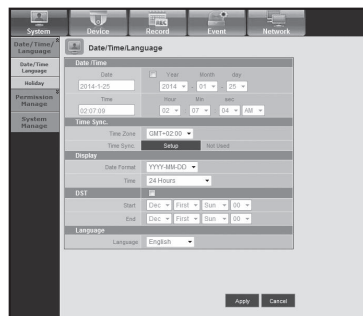 System Device Record Event Network
Date/Time/
Language
Date/Time
Language
Holiday
Permission
Manage
System
Manage
Date/Time/Language
Date /Time
Date Year Month day
2014-1-25 2014 - 01 - 25
Time Hour Min sec
02:07:09 02 : 07 : 04 AM
Time Sync.
Time Zone GMT+02:00
Time Sync. Setup Not Used
Display
Date Format YYYY-MM-DD
Time 24 Hours
DST
Start Dec First Sun 00
End Dec First Sun 00
Language
Language English
Apply Cancel